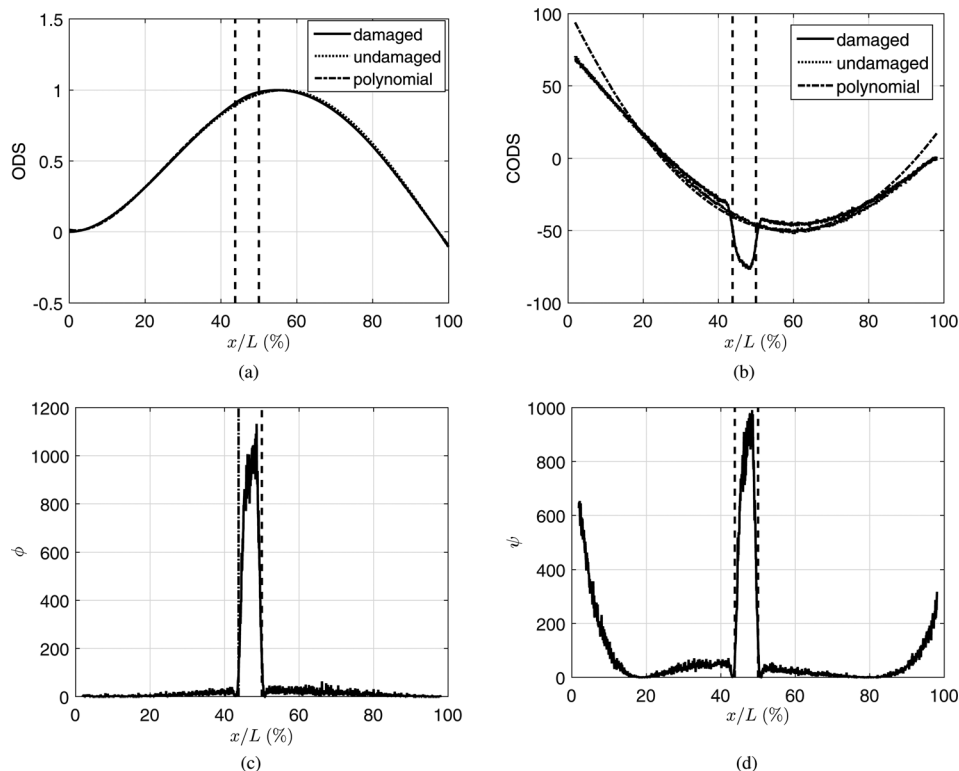 1.5
1
0.5
0
-0.5
ODS
damaged
undamaged
polynomial
0 20 40 60 80 100
x/L (%)
(a)
100
50
0
-50
-100
CODS
damaged
undamaged
polynomial
0 20 40 60 80 100
x/L (%)
(b)
1200
1000
800
600
400
200
0
ϕ
0 20 40 60 80 100
x/L (%)
(c)
1000
800
600
400
200
0
ψ
0 20 40 60 80 100
x/L (%)
(d)